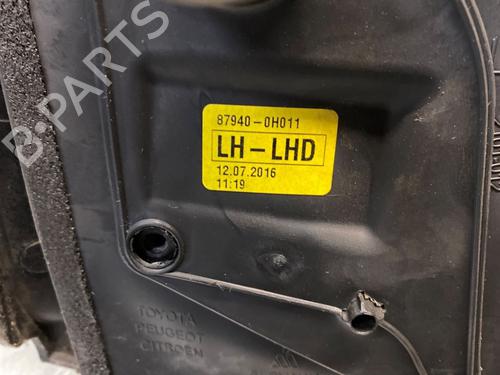 B-PARTS
87940-0H011
LH-LHD
12.07.2016
11:19
TOYOTA
PEUGEOT
CITROEN